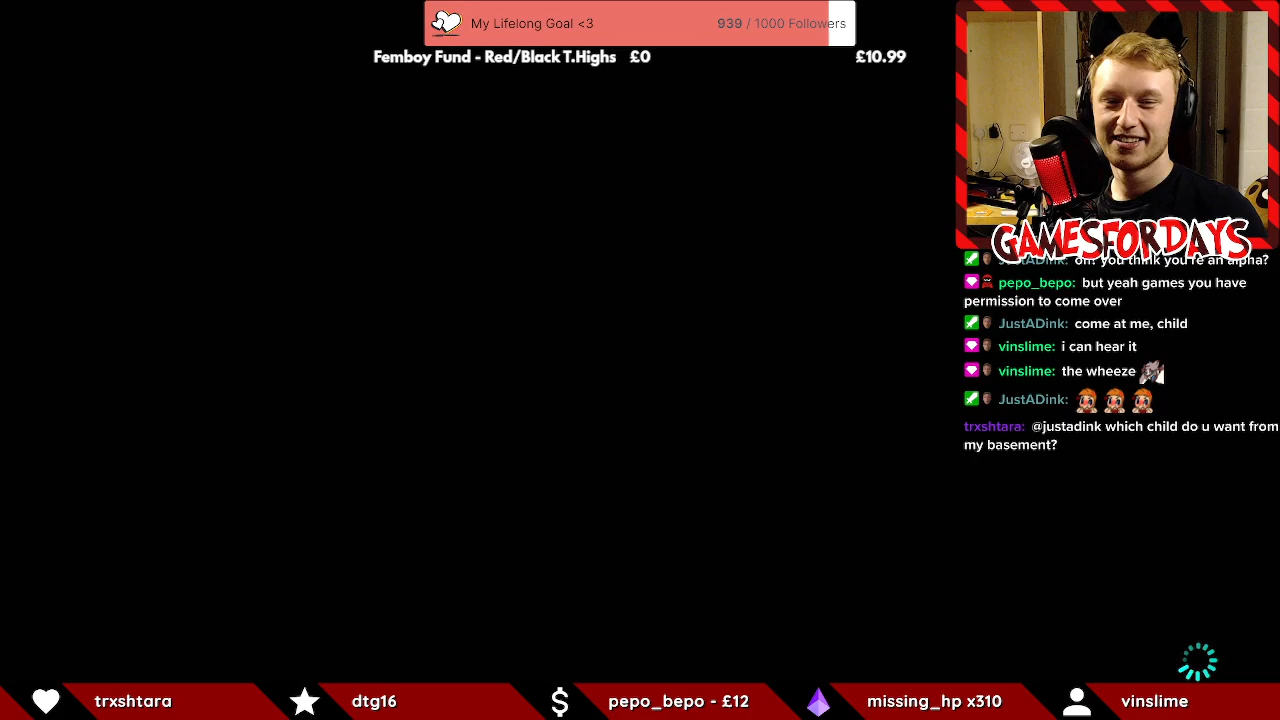 My Lifelong Goal <3 939 / 1000 Followers
Femboy Fund - Red/Black T.Highs £0 £10.99
GAMESFORDAYS
JustADink: oh? you think you're an alpha?
pepo_bepo: but yeah games you have
permission to come over
JustADink: come at me, child
vinslime: i can hear it
vinslime: the wheeze
JustADink:
trxshtara: @justadink which child do u want from
my basement?
trxshtara dtg16 $ pepo_bepo - £12 missing_hp x310 vinslime